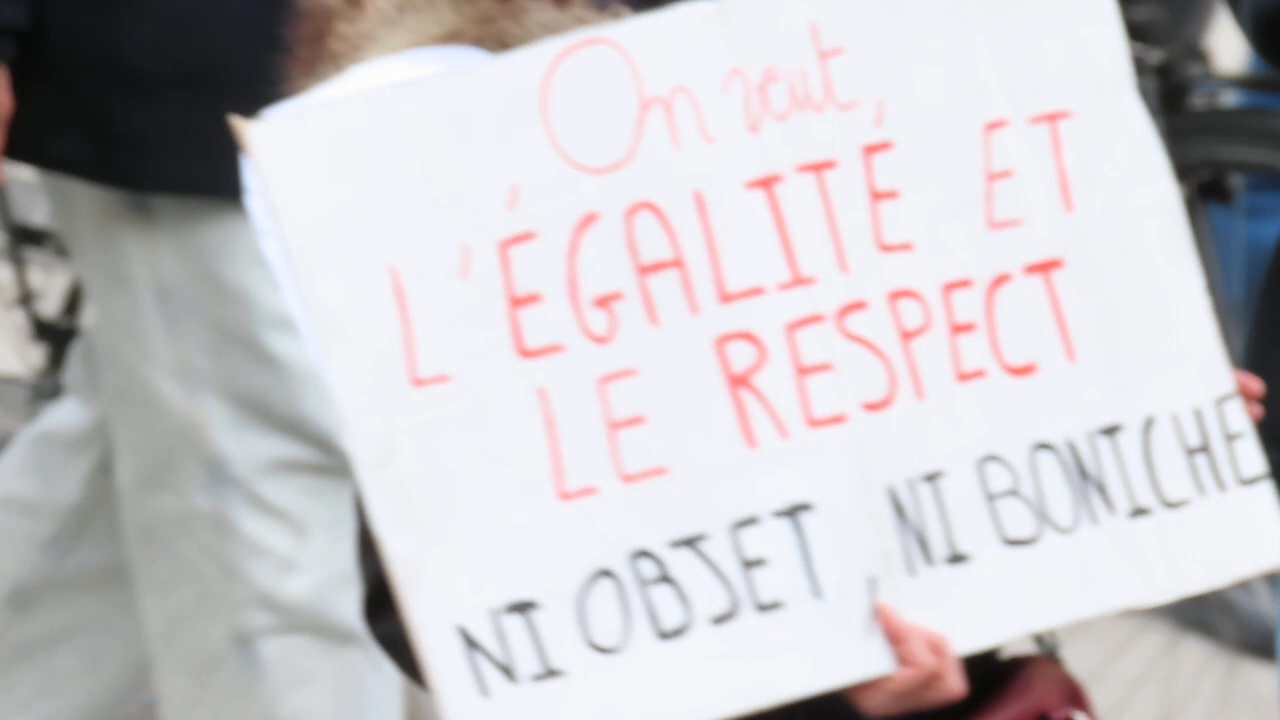 On veut,
L'ÉGALITÉ ET
LE RESPECT
NI OBJET, NI BONICHE